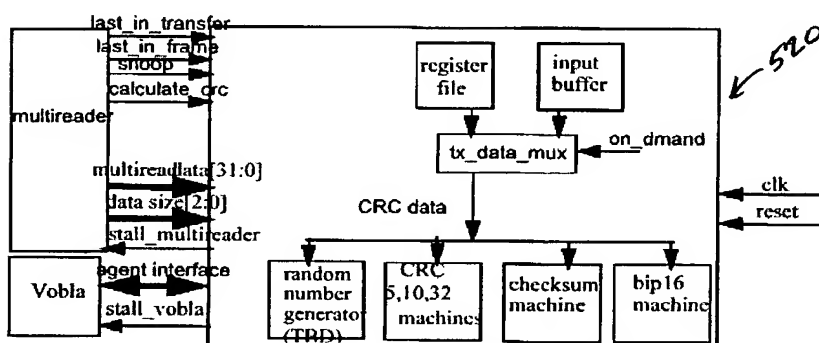 last_in_transfer
last_in_frame
snoop
calculate_crc
multireader
multireaddata[31:0]
data size[2:0]
stall_multireader
agent interface
Vobla
stall_vobla
register
file
input
buffer
tx_data_mux
on_dmand
CRC data
random
number
generator
(TBD)
CRC
5,10,32
machines
checksum
machine
bip16
machine
clk
reset
520